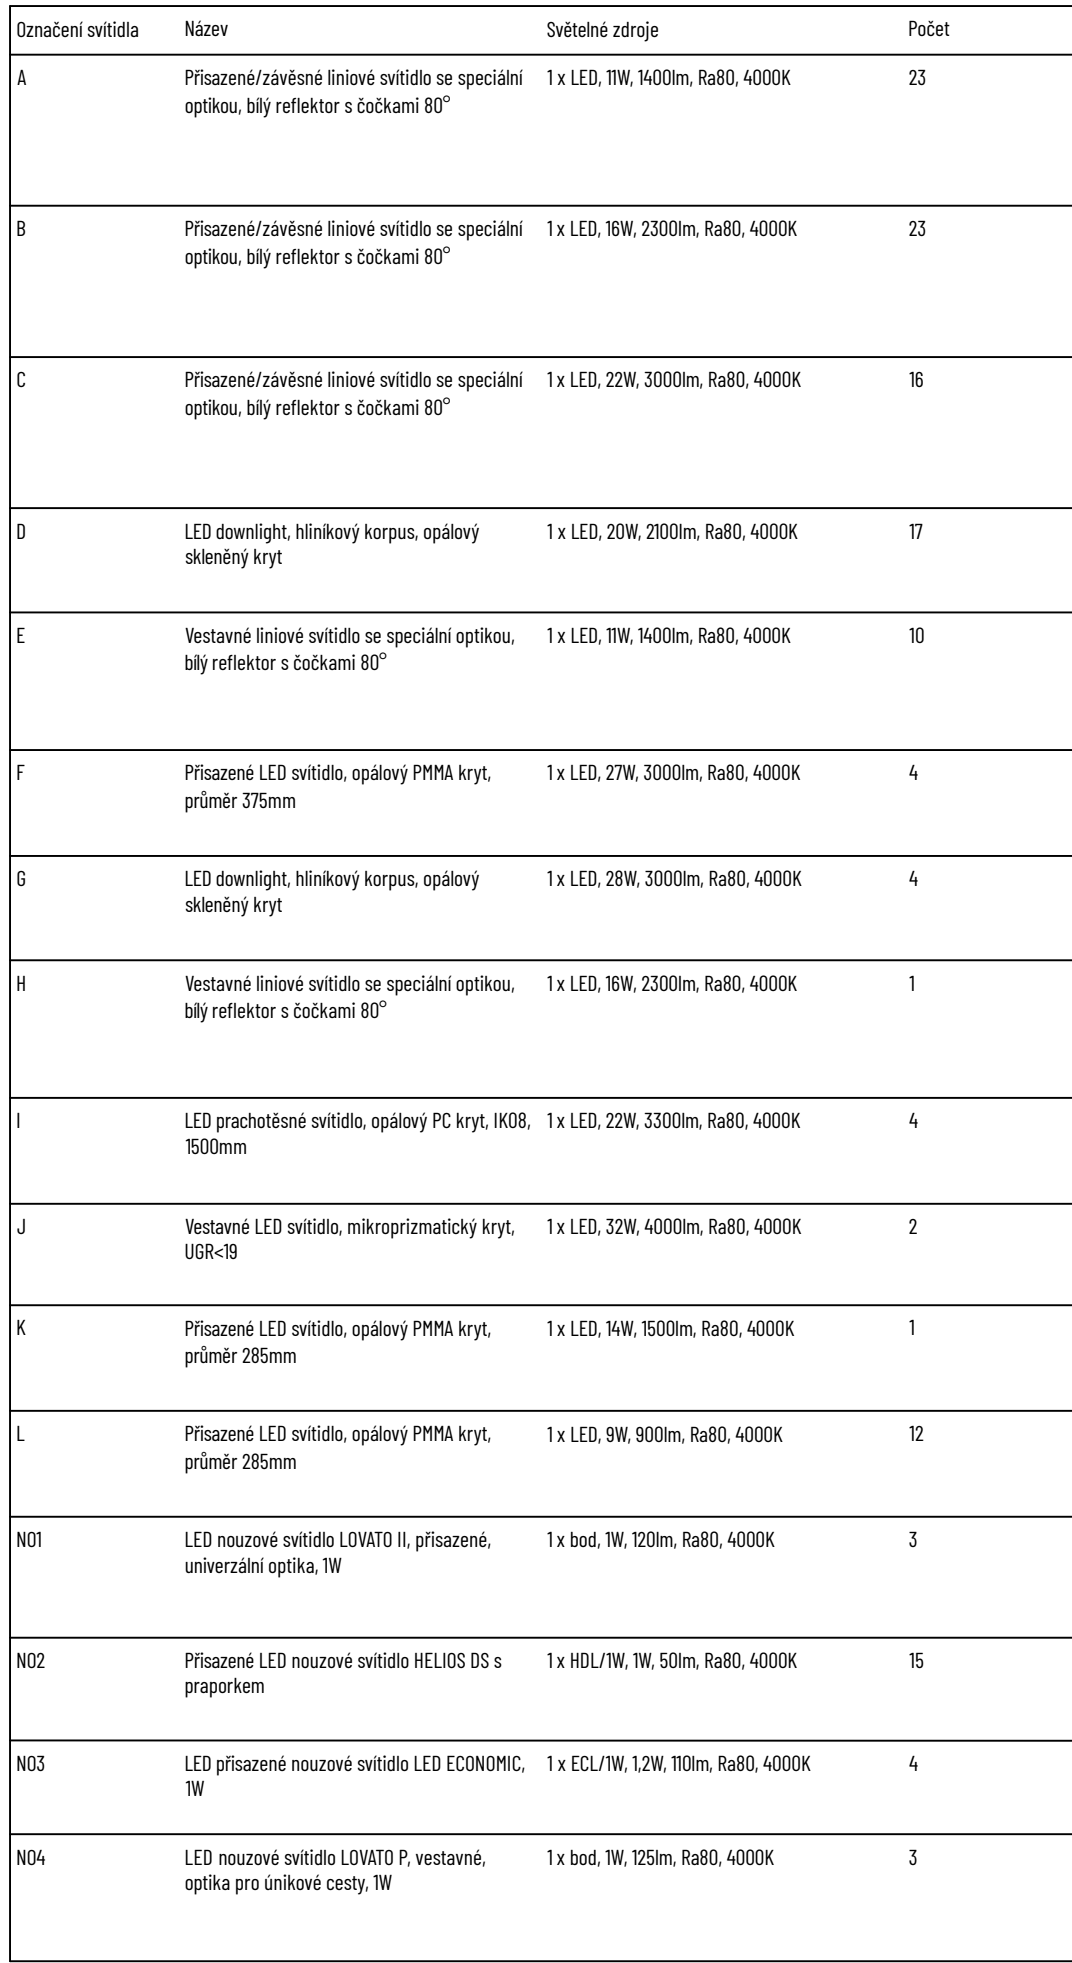 Označení svítidla Název Světelné zdroje Počet
A Přisazené/závěsné liniové svítidlo se speciální 1 x LED, 11W, 1400lm, Ra80, 4000K 23
optikou, bílý reflektor s čočkami 80°
B Přisazené/závěsné liniové svítidlo se speciální 1 x LED, 16W, 2300lm, Ra80, 4000K 23
optikou, bílý reflektor s čočkami 80°
C Přisazené/závěsné liniové svítidlo se speciální 1 x LED, 22W, 3000lm, Ra80, 4000K 16
optikou, bílý reflektor s čočkami 80°
D LED downlight, hliníkový korpus, opálový 1 x LED, 20W, 2100lm, Ra80, 4000K 17
skleněný kryt
E Vestavné liniové svítidlo se speciální optikou, 1 x LED, 11W, 1400lm, Ra80, 4000K 10
bílý reflektor s čočkami 80°
F Přisazené LED svítidlo, opálový PMMA kryt, 1 x LED, 27W, 3000lm, Ra80, 4000K 4
průměr 375mm
G LED downlight, hliníkový korpus, opálový 1 x LED, 28W, 3000lm, Ra80, 4000K 4
skleněný kryt
H Vestavné liniové svítidlo se speciální optikou, 1 x LED, 16W, 2300lm, Ra80, 4000K 1
bílý reflektor s čočkami 80°
I LED prachotěsné svítidlo, opálový PC kryt, IK08, 1 x LED, 22W, 3300lm, Ra80, 4000K 4
1500mm
J Vestavné LED svítidlo, mikroprizmatický kryt, 1 x LED, 32W, 4000lm, Ra80, 4000K 2
UGR<19
K Přisazené LED svítidlo, opálový PMMA kryt, 1 x LED, 14W, 1500lm, Ra80, 4000K 1
průměr 285mm
L Přisazené LED svítidlo, opálový PMMA kryt, 1 x LED, 9W, 900lm, Ra80, 4000K 12
průměr 285mm
NO1 LED nouzové svítidlo LOVATO II, přisazené, 1 x bod, 1W, 120lm, Ra80, 4000K 3
univerzální optika, 1W
NO2 Přisazené LED nouzové svítidlo HELIOS DS s 1 x HDL/1W, 1W, 50lm, Ra80, 4000K 15
praporkem
NO3 LED přisazené nouzové svítidlo LED ECONOMIC, 1 x ECL/1W, 1,2W, 110lm, Ra80, 4000K 4
1W
NO4 LED nouzové svítidlo LOVATO P, vestavné, 1 x bod, 1W, 125lm, Ra80, 4000K 3
optika pro únikové cesty, 1W